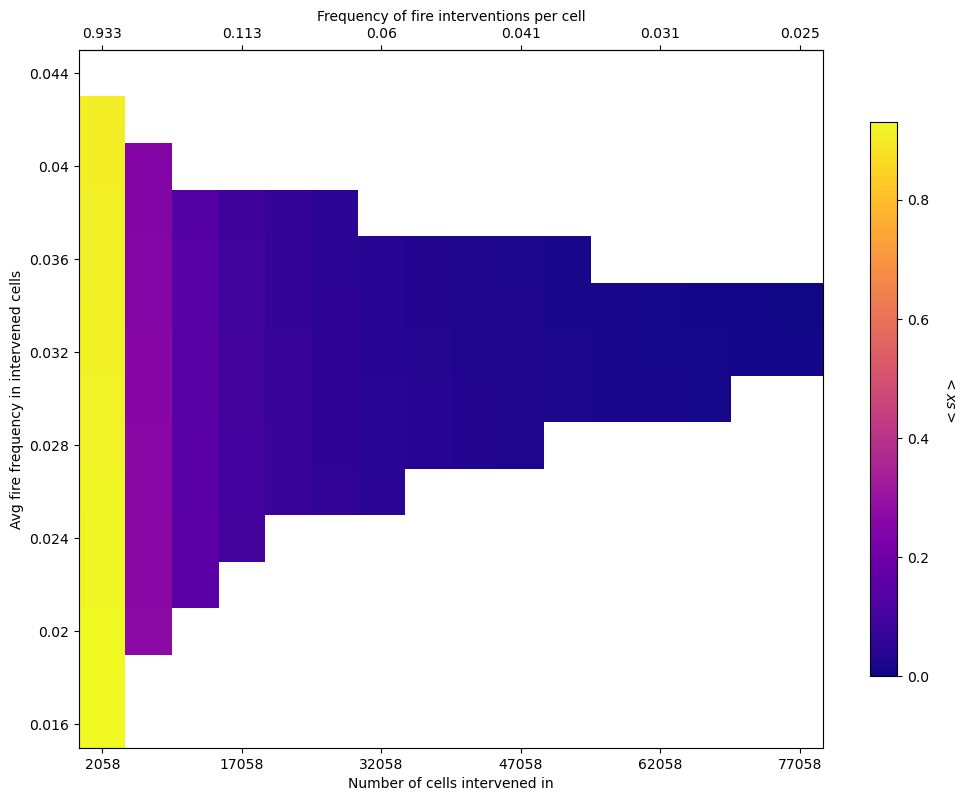 Frequency of fire interventions per cell
0.933 0.113 0.06 0.041 0.031 0.025
Avg fire frequency in intervened cells
0.044
0.04
0.036
0.032
0.028
0.024
0.02
0.016
2058 17058 32058 47058 62058 77058
Number of cells intervened in
0.8
0.6
0.4
0.2
0.0
< xs >